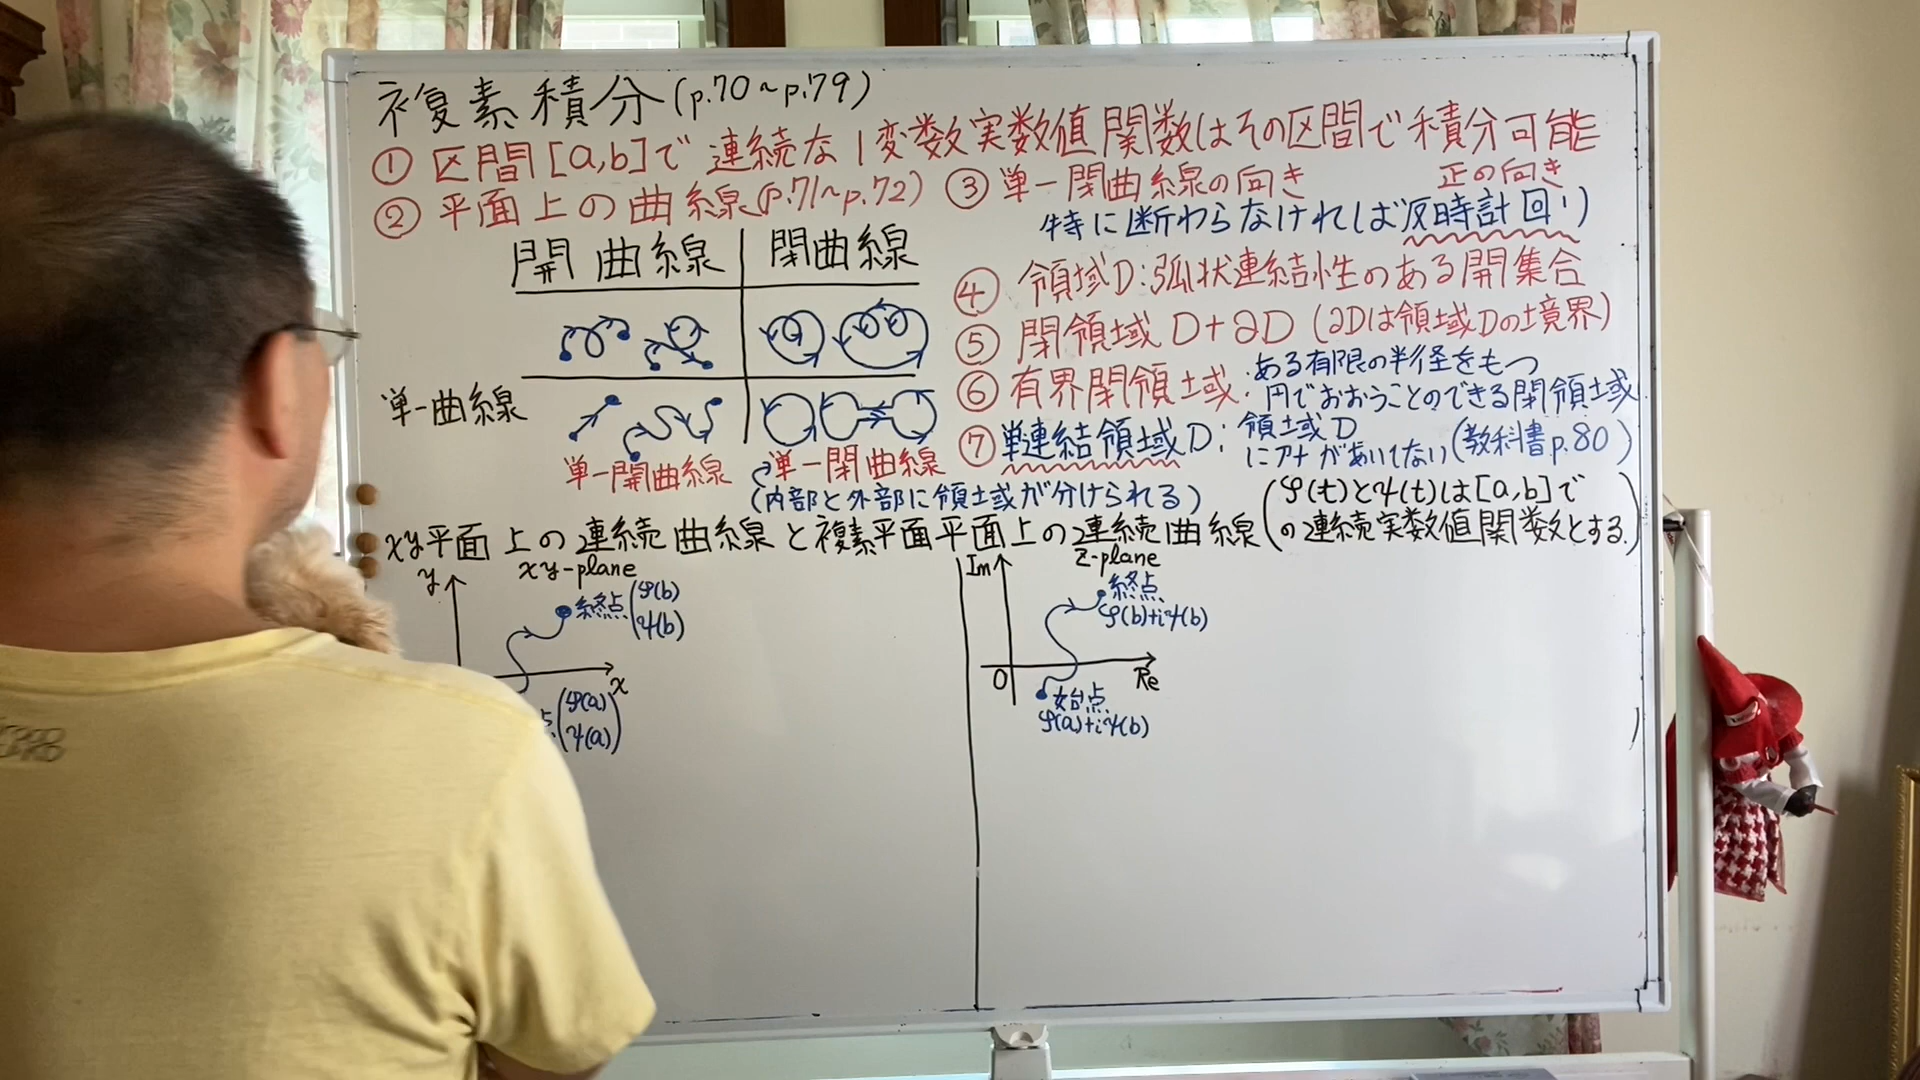 複素積分(p.70~p.79)
① 区間[a,b]で連続な1変数実数値関数はその区間で積分可能
② 平面上の曲線(p.71~p.72)
開曲線 閉曲線
単一曲線
単一開曲線 単一閉曲線
(内部と外部に領域が分けられる)
③ 単一閉曲線の向き 正の向き
特に断わらなければ反時計回り
④ 領域D:弧状連結性のある開集合
⑤ 閉領域 D+∂D (∂Dは領域Dの境界)
⑥ 有界閉領域・ある有限の半径をもつ
円でおおうことのできる閉領域
⑦ 単連結領域D:領域D
にアナがあいてない(教科書p.80)
xy平面上の連続曲線と複素平面平面上の連続曲線(φ(t)とψ(t)は[a,b]で
の連続実数値関数とする.)
xy-plane
y
終点(φ(b)
ψ(b))
x
点(φ(a)
ψ(a))
z-plane
Im
終点
φ(b)+iψ(b)
O
Re
始点
φ(a)+iψ(b)